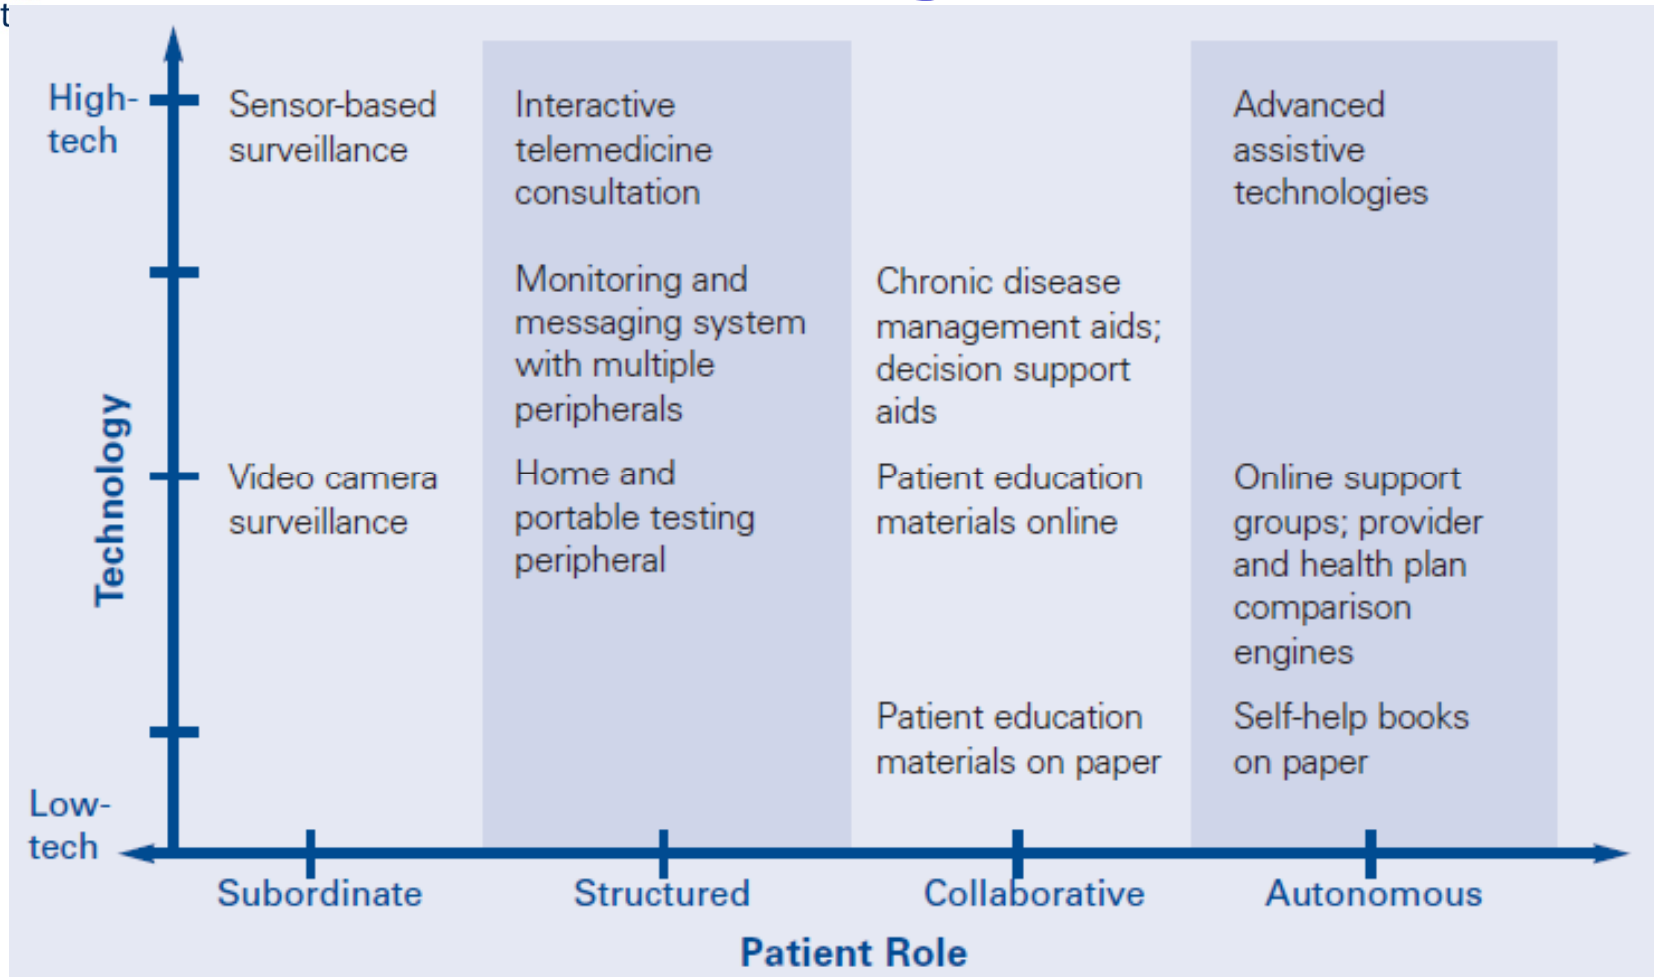 t
High-
tech
Sensor-based
surveillance
Interactive
telemedicine
consultation
Advanced
assistive
technologies
Monitoring and
messaging system
with multiple
peripherals
Chronic disease
management aids;
decision support
aids
Technology
Video camera
surveillance
Home and
portable testing
peripheral
Patient education
materials online
Online support
groups; provider
and health plan
comparison
engines
Patient education
materials on paper
Self-help books
on paper
Low-
tech
Subordinate
Structured
Collaborative
Autonomous
Patient Role